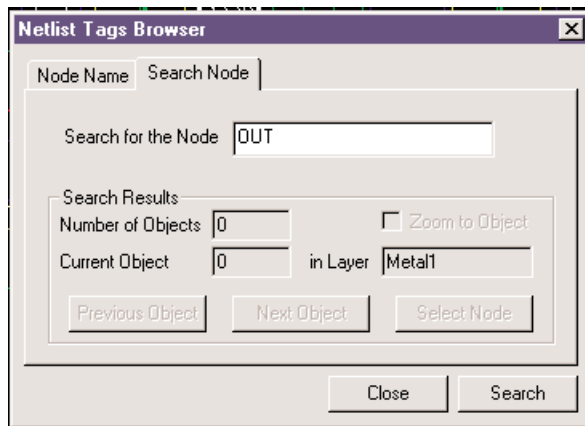 Netlist Tags Browser
Node Name Search Node
Search for the Node OUT
Search Results
Number of Objects 0 Zoom to Object
Current Object 0 in Layer Metal1
Previous Object Next Object Select Node
Close Search